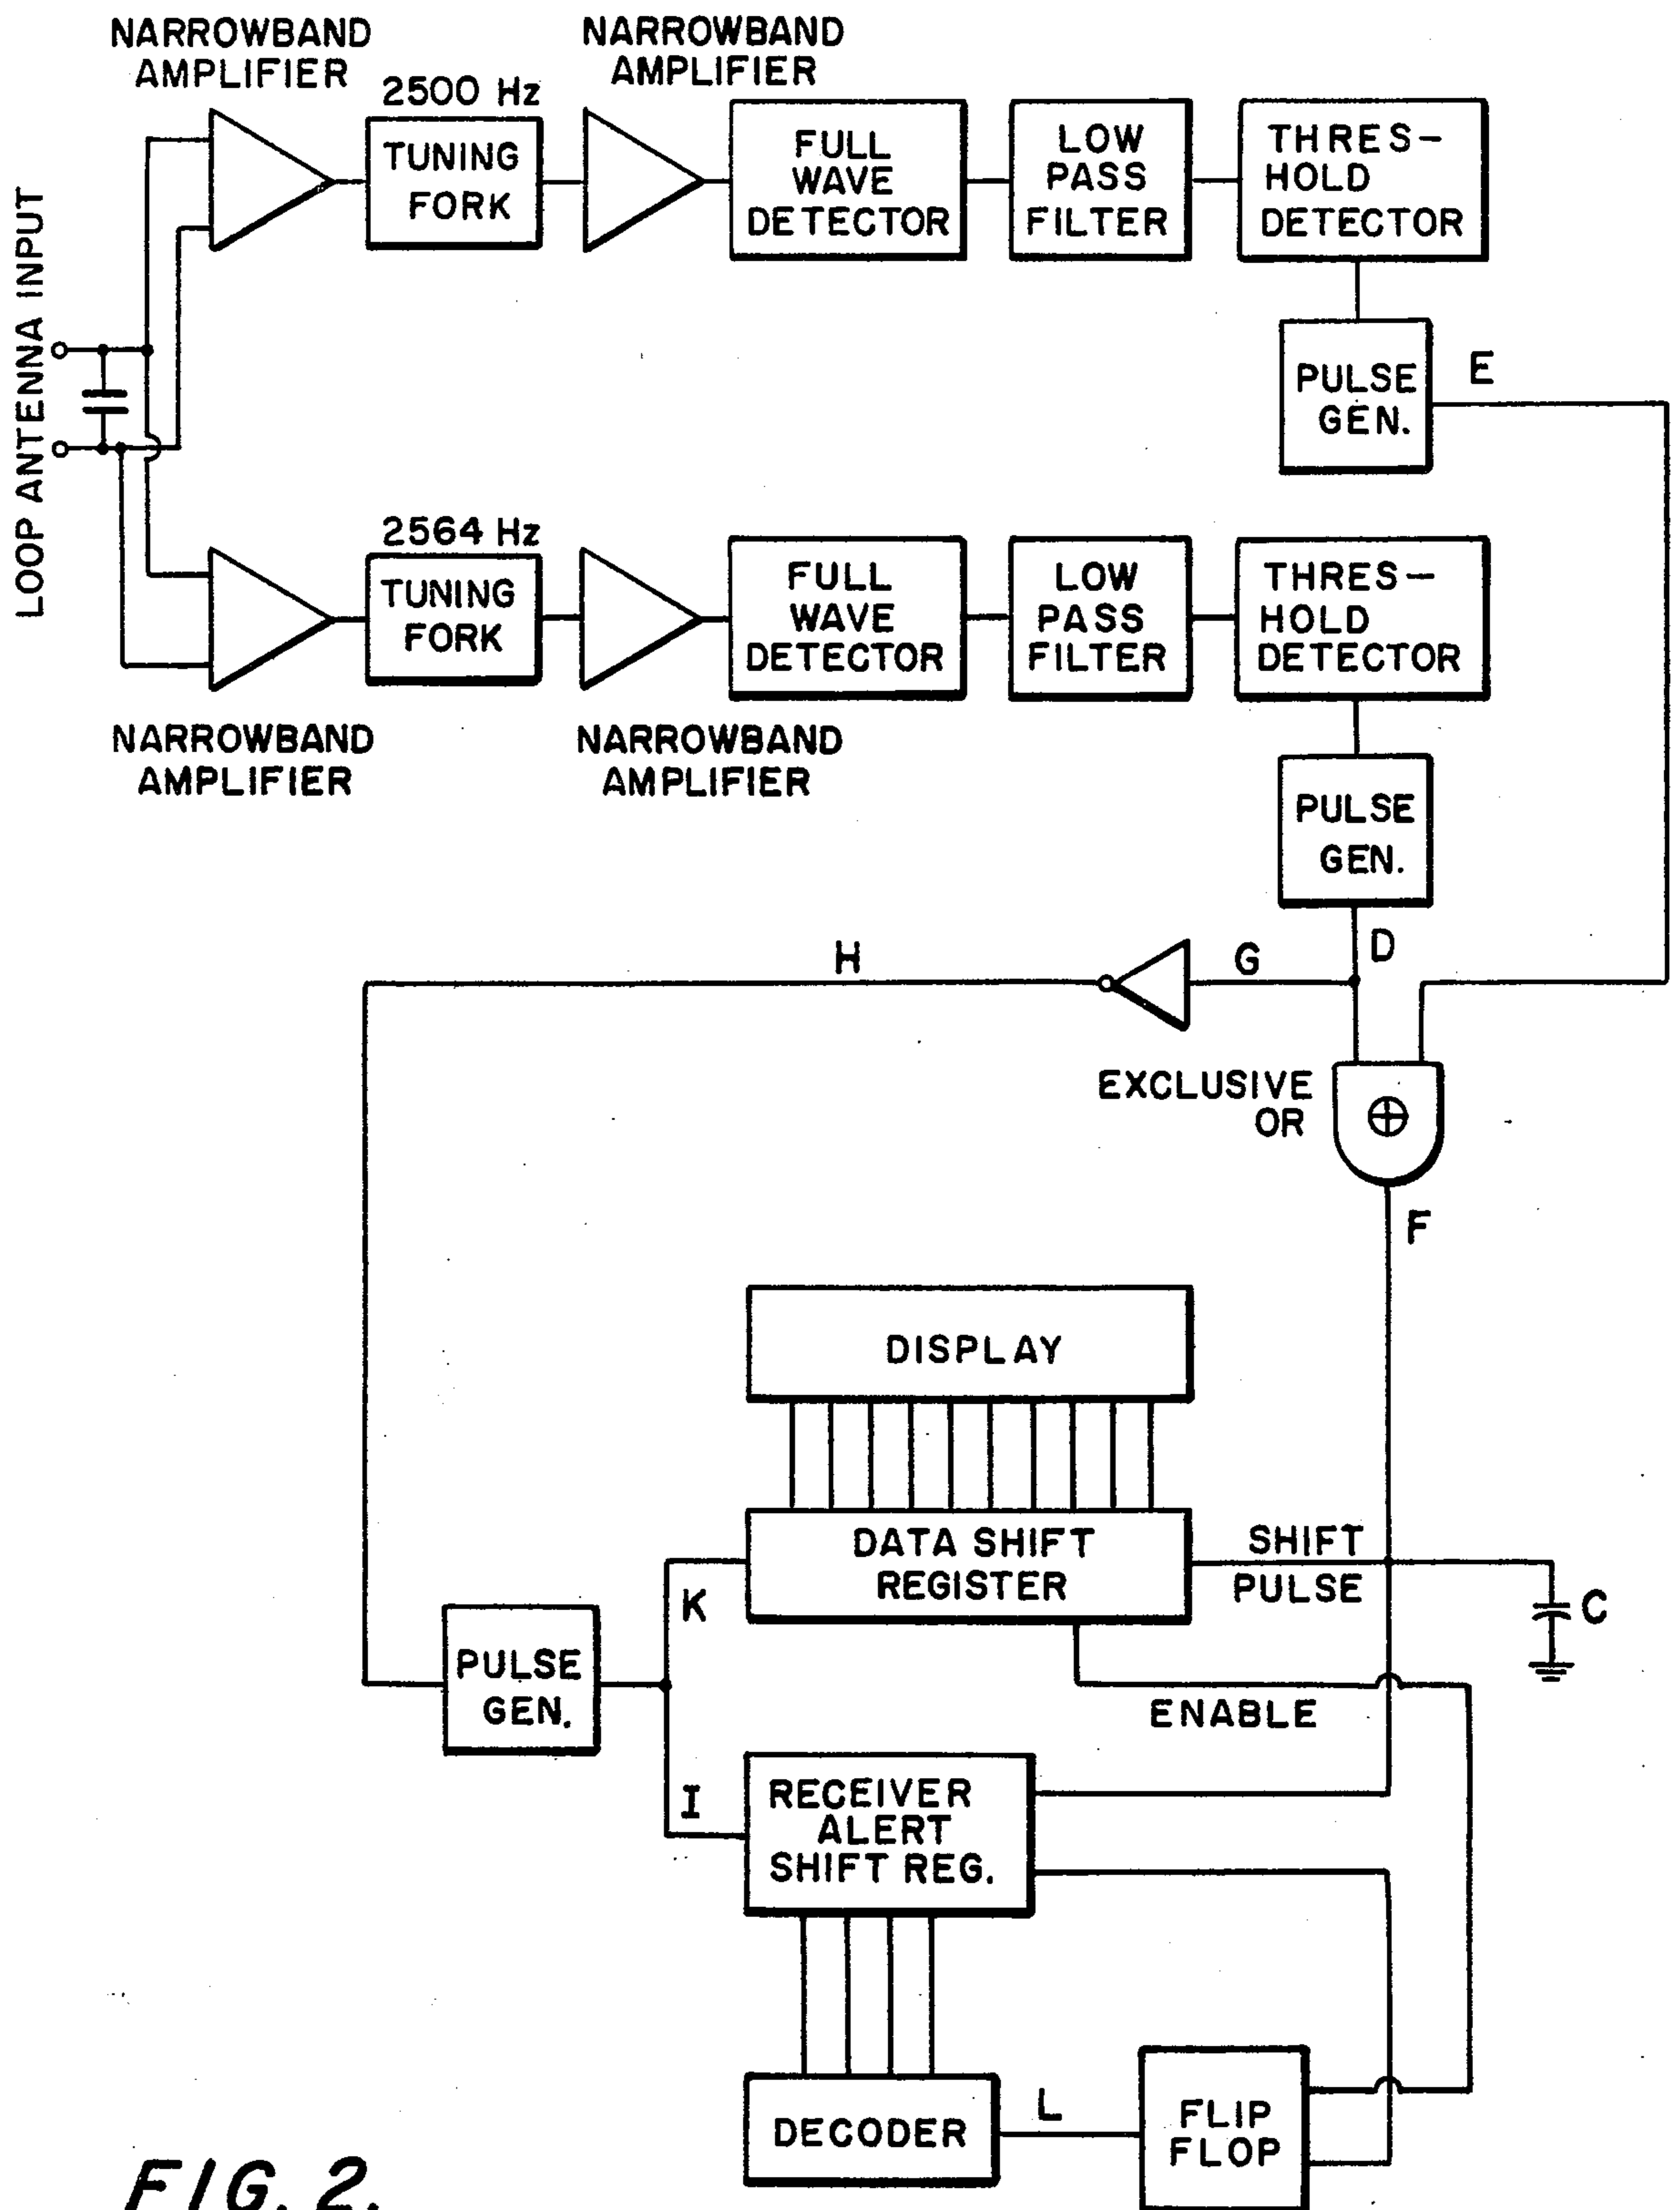 NARROWBAND
AMPLIFIER
NARROWBAND
AMPLIFIER
2500 Hz
TUNING
FORK
FULL
WAVE
DETECTOR
LOW
PASS
FILTER
THRES-
HOLD
DETECTOR
LOOP ANTENNA INPUT
PULSE
GEN.
E
2564 Hz
TUNING
FORK
FULL
WAVE
DETECTOR
LOW
PASS
FILTER
THRES-
HOLD
DETECTOR
NARROWBAND
AMPLIFIER
NARROWBAND
AMPLIFIER
PULSE
GEN.
H
G
D
EXCLUSIVE
OR
F
DISPLAY
DATA SHIFT
REGISTER
SHIFT
PULSE
C
K
PULSE
GEN.
ENABLE
I
RECEIVER
ALERT
SHIFT REG.
DECODER
L
FLIP
FLOP
FIG. 2.